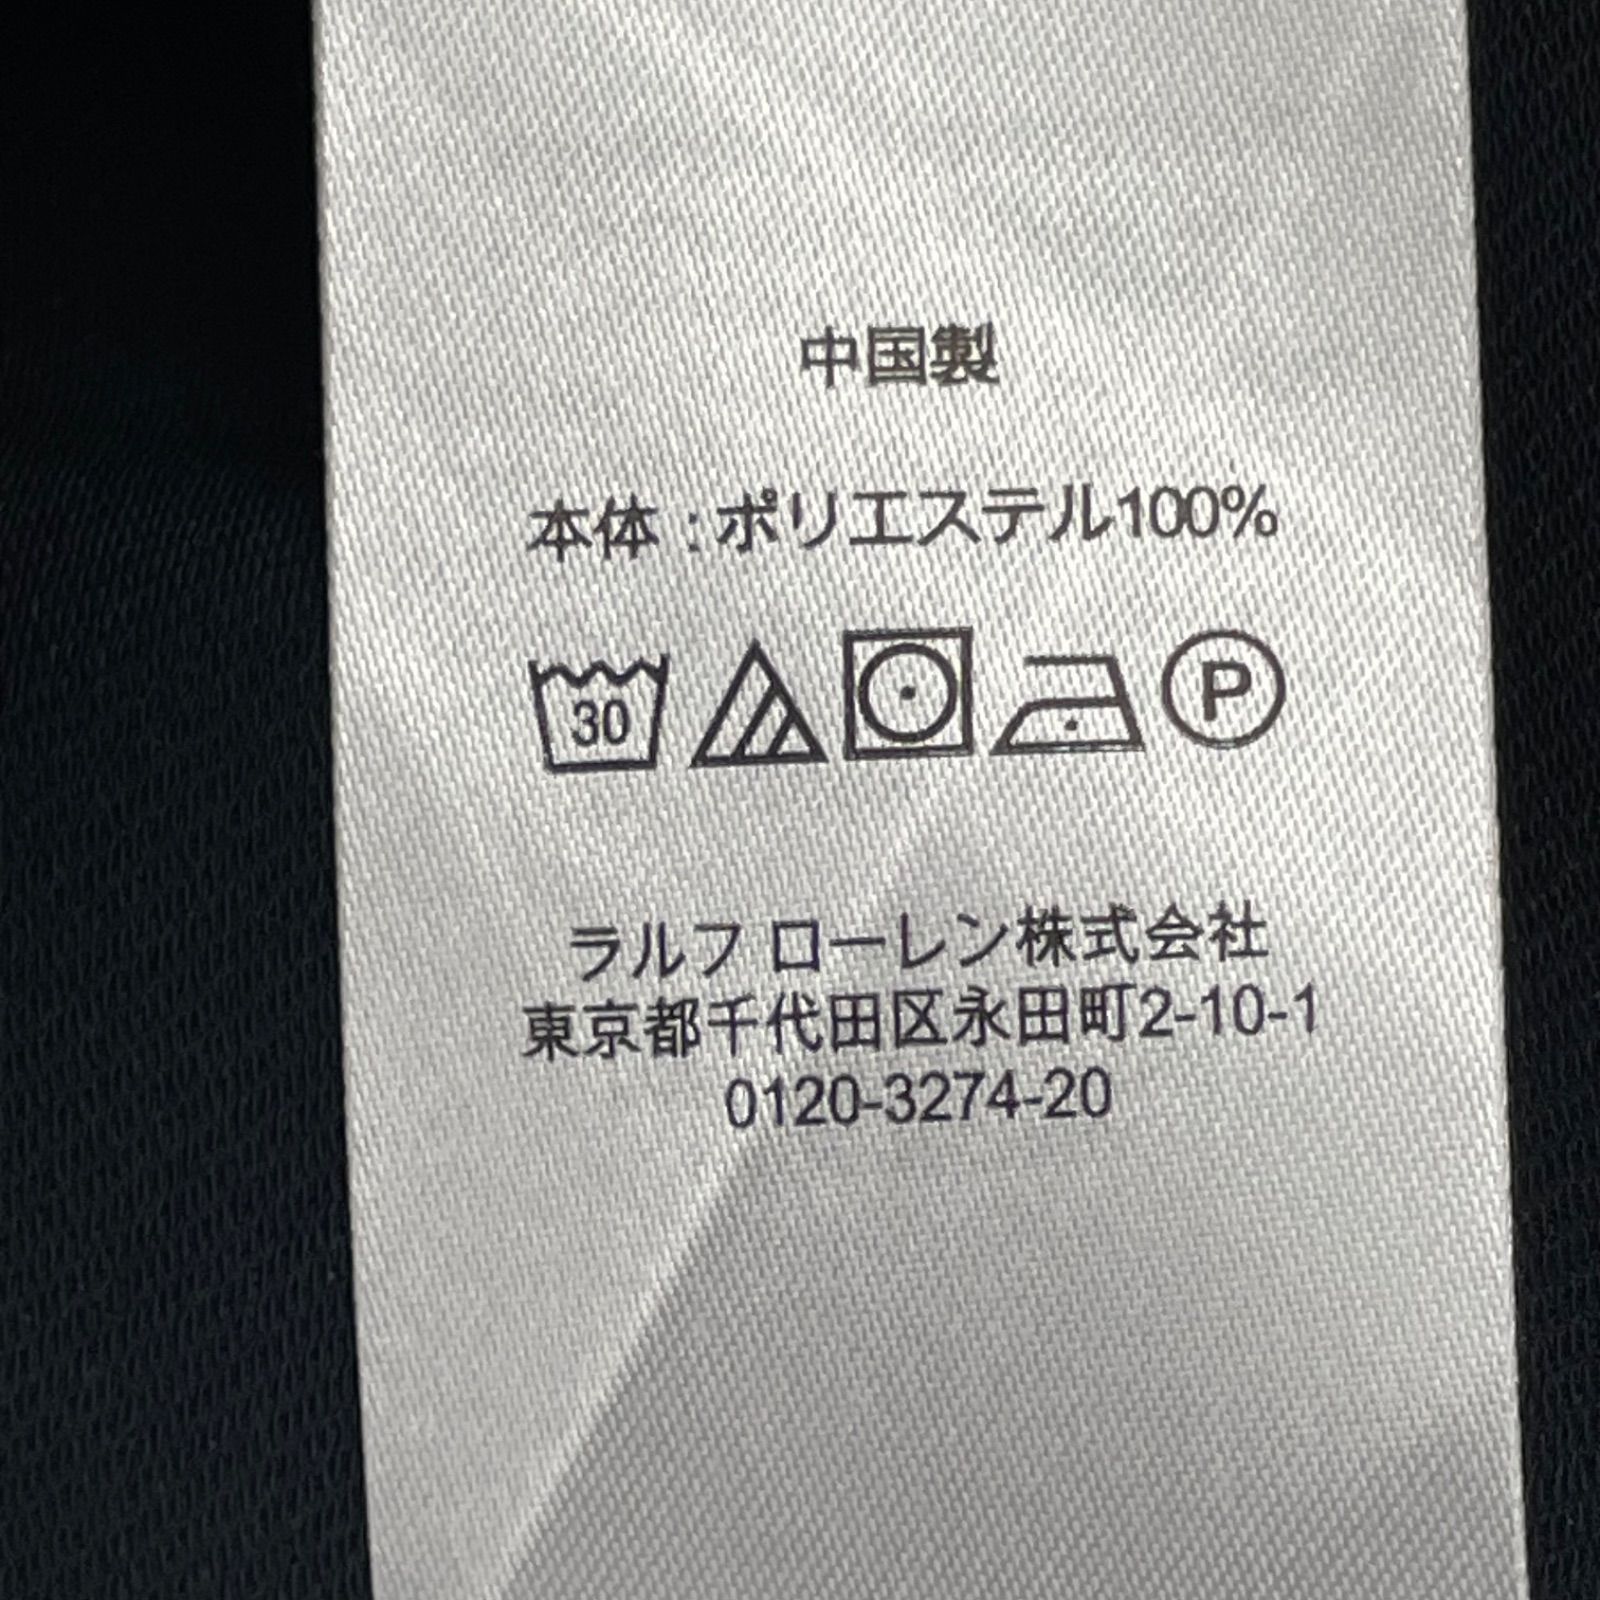 中国製
本体 : ポリエステル100%
30 P
ラルフ ローレン株式会社
東京都千代田区永田町2-10-1
0120-3274-20